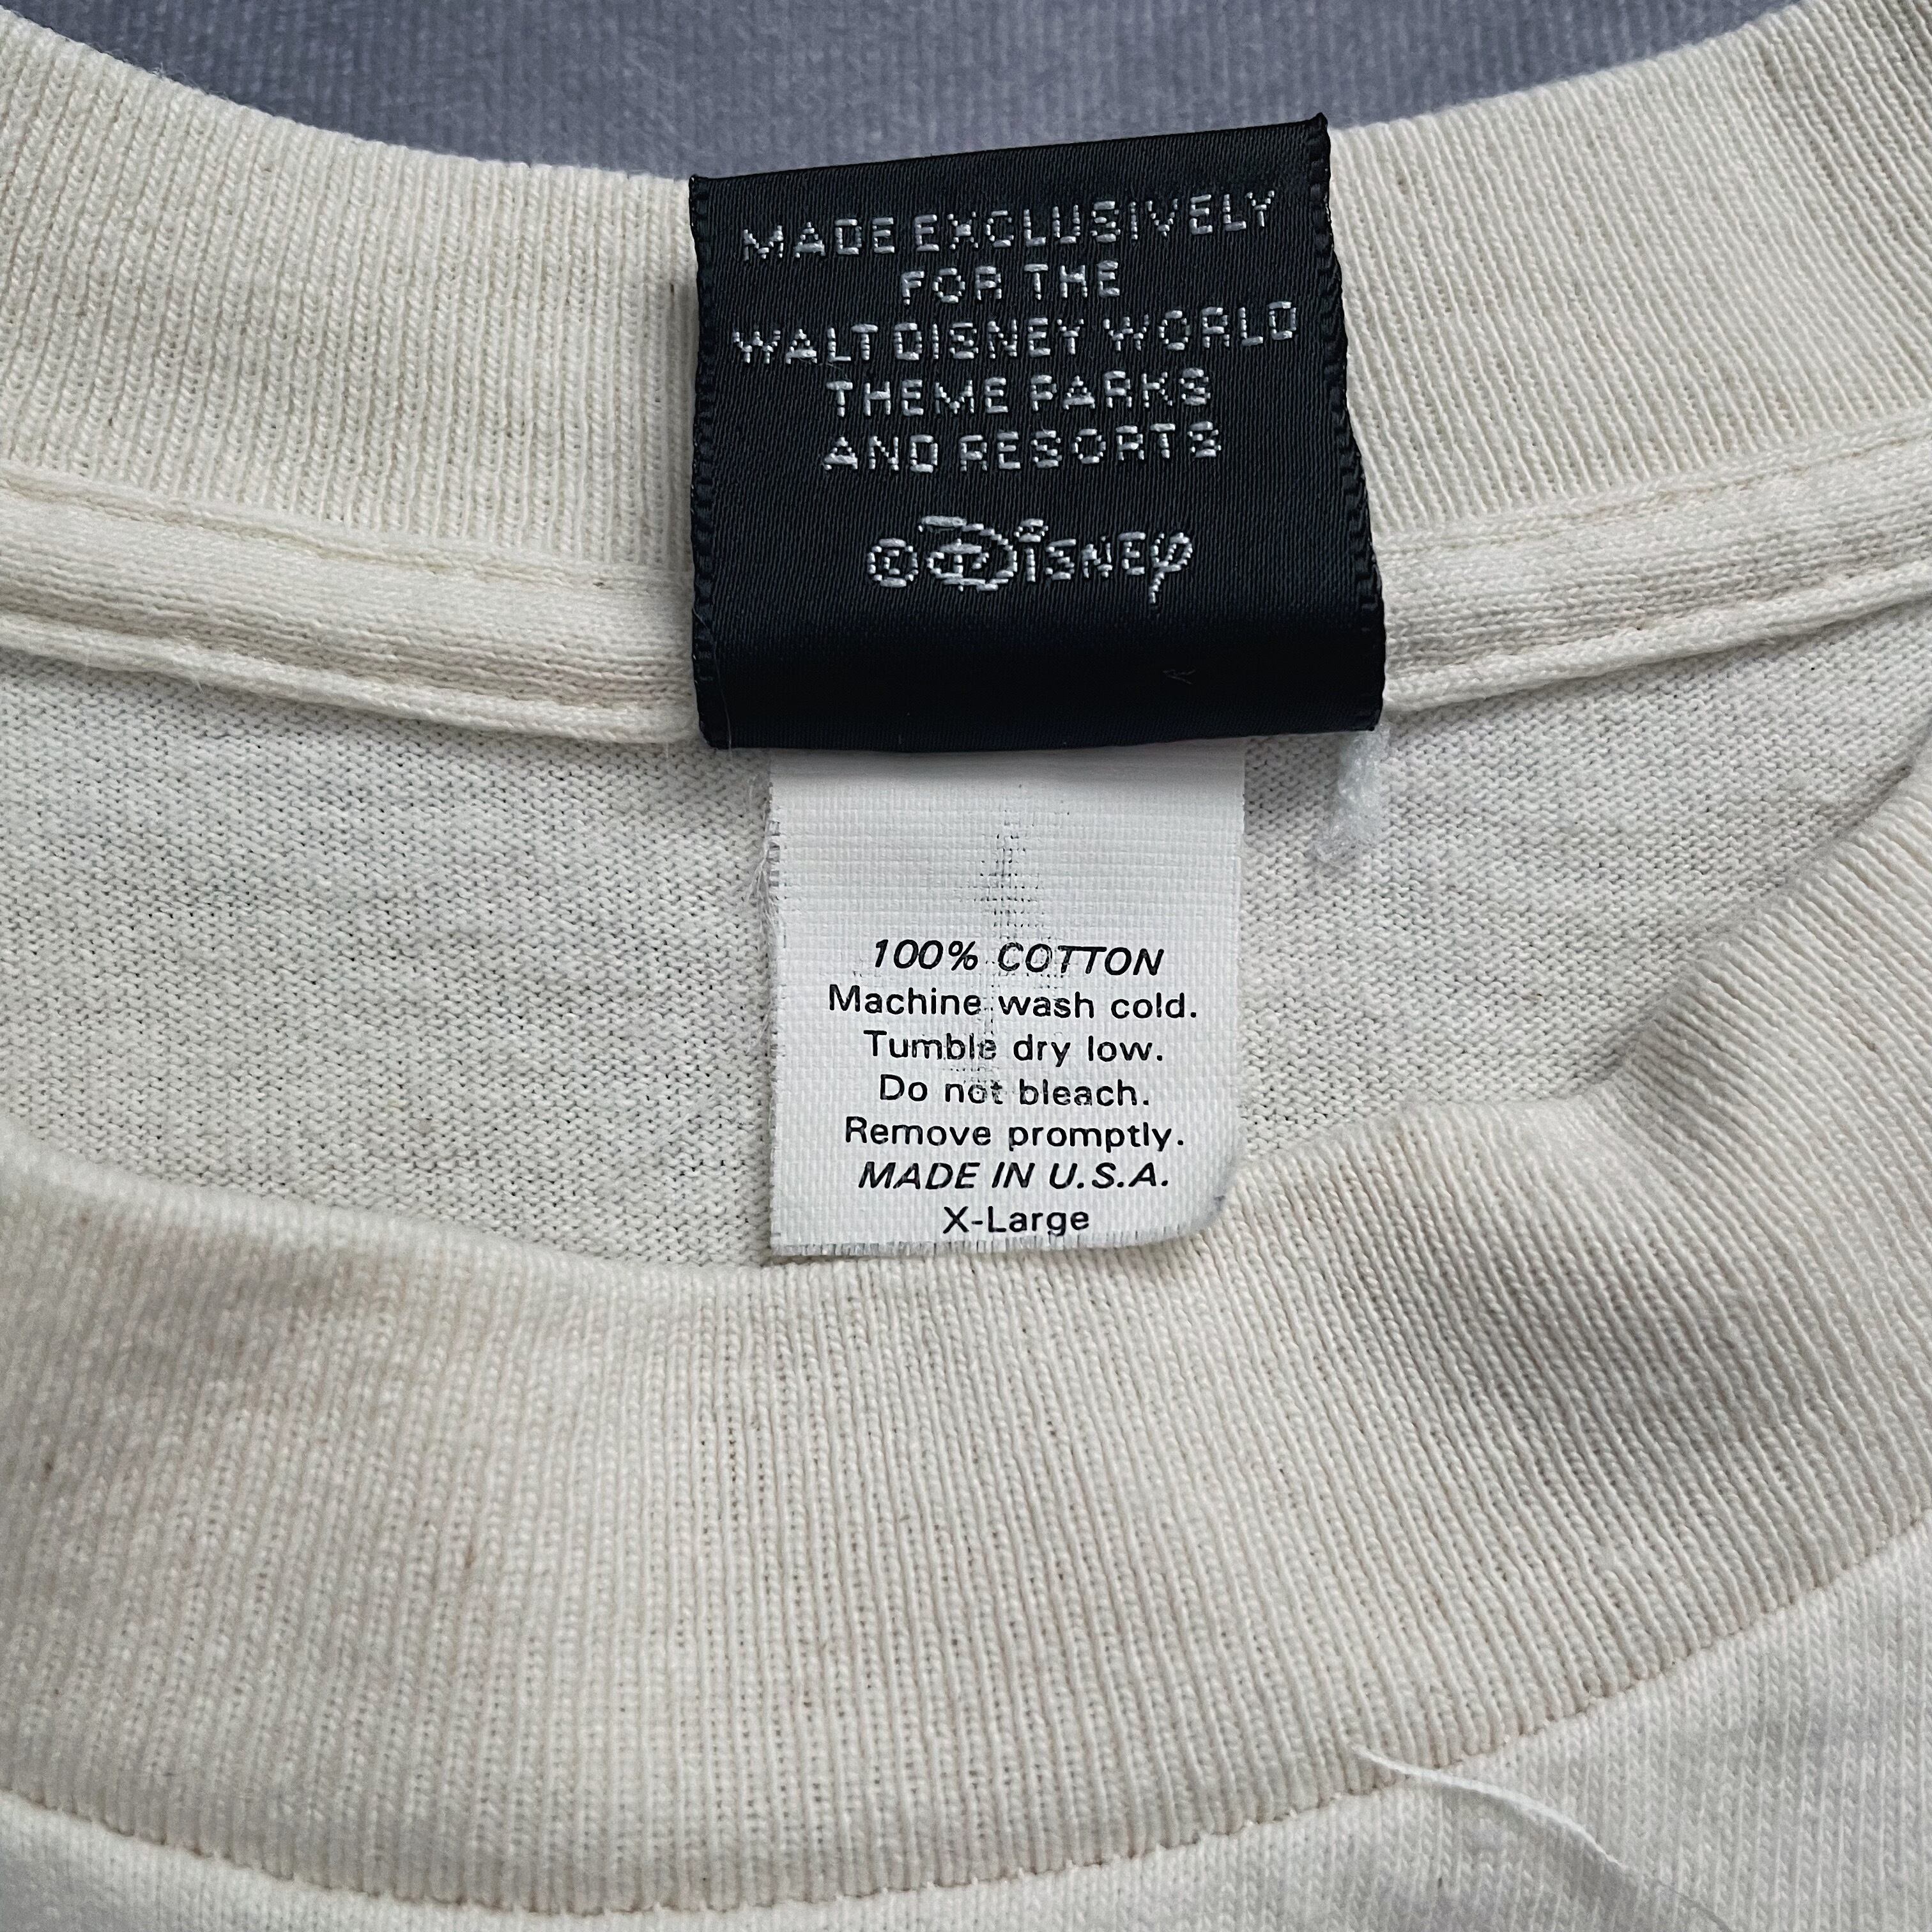 MADE EXCLUSIVELY
FOR THE
WALT DISNEY WORLD
THEME PARKS
AND RESORTS
©Disney
100% COTTON
Machine wash cold.
Tumble dry low.
Do not bleach.
Remove promptly.
MADE IN U.S.A.
X-Large